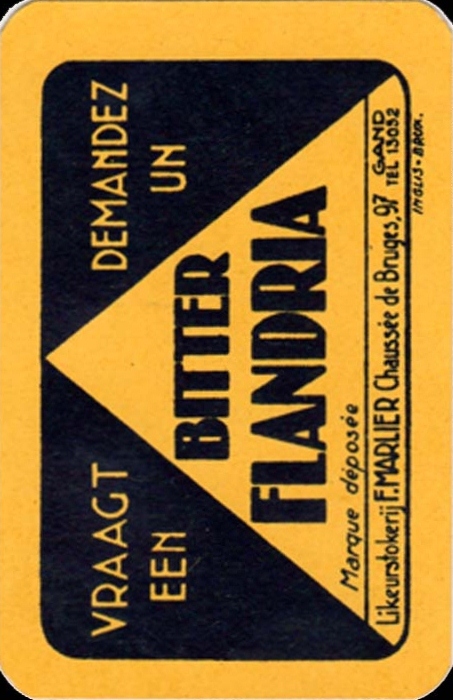 VRAAGT
EEN
DEMANDEZ
UN
BITTER
FLANDRIA
Marque déposée
Likeurstokerij F. MARLIER Chaussée de Bruges, 97 GAND
TEL 13052
INGLIS - BRUX.